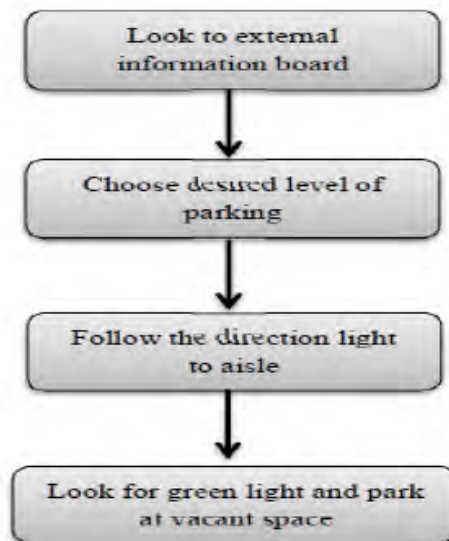 Look to external
information board
Choose desired level of
parking
Follow the direction light
to aisle
Look for green light and park
at vacant space